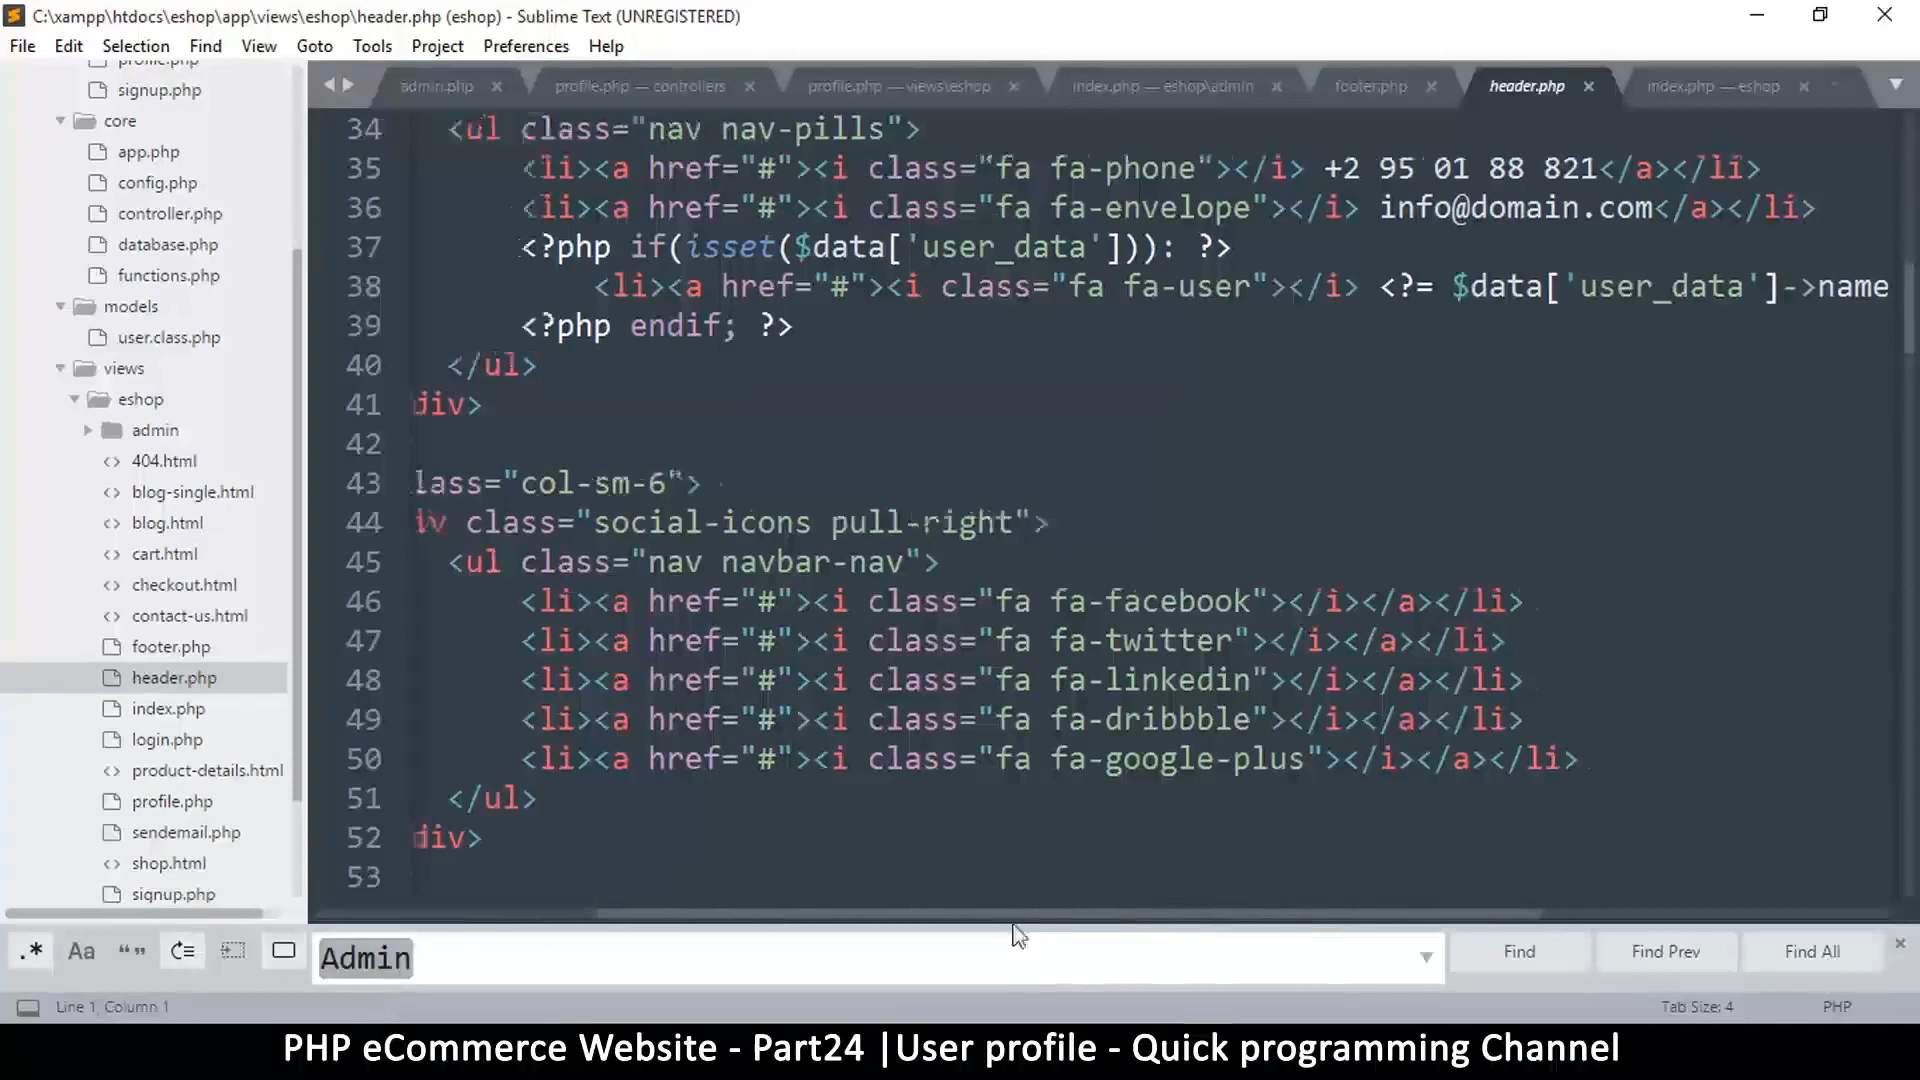 C:\xampp\htdocs\eshop\app\views\eshop\header.php (eshop) - Sublime Text (UNREGISTERED)
File Edit Selection Find View Goto Tools Project Preferences Help
profile.php
signup.php
core
app.php
config.php
controller.php
database.php
functions.php
models
user.class.php
views
eshop
admin
404.html
blog-single.html
blog.html
cart.html
checkout.html
contact-us.html
footer.php
header.php
index.php
login.php
product-details.html
profile.php
sendemail.php
shop.html
signup.php
admin.php profile.php — controllers profile.php — views\eshop index.php — eshop\admin footer.php header.php index.php — eshop
34 <ul class="nav nav-pills">
35 <li><a href="#"><i class="fa fa-phone"></i> +2 95 01 88 821</a></li>
36 <li><a href="#"><i class="fa fa-envelope"></i> info@domain.com</a></li>
37 <?php if(isset($data['user_data'])): ?>
38 <li><a href="#"><i class="fa fa-user"></i> <?= $data['user_data']->name
39 <?php endif; ?>
40 </ul>
41 div>
42
43 lass="col-sm-6">
44 iv class="social-icons pull-right">
45 <ul class="nav navbar-nav">
46 <li><a href="#"><i class="fa fa-facebook"></i></a></li>
47 <li><a href="#"><i class="fa fa-twitter"></i></a></li>
48 <li><a href="#"><i class="fa fa-linkedin"></i></a></li>
49 <li><a href="#"><i class="fa fa-dribbble"></i></a></li>
50 <li><a href="#"><i class="fa fa-google-plus"></i></a></li>
51 </ul>
52 div>
53
.* Aa “ ” Admin Find Find Prev Find All
Line 1, Column 1 Tab Size: 4 PHP
PHP eCommerce Website - Part24 |User profile - Quick programming Channel